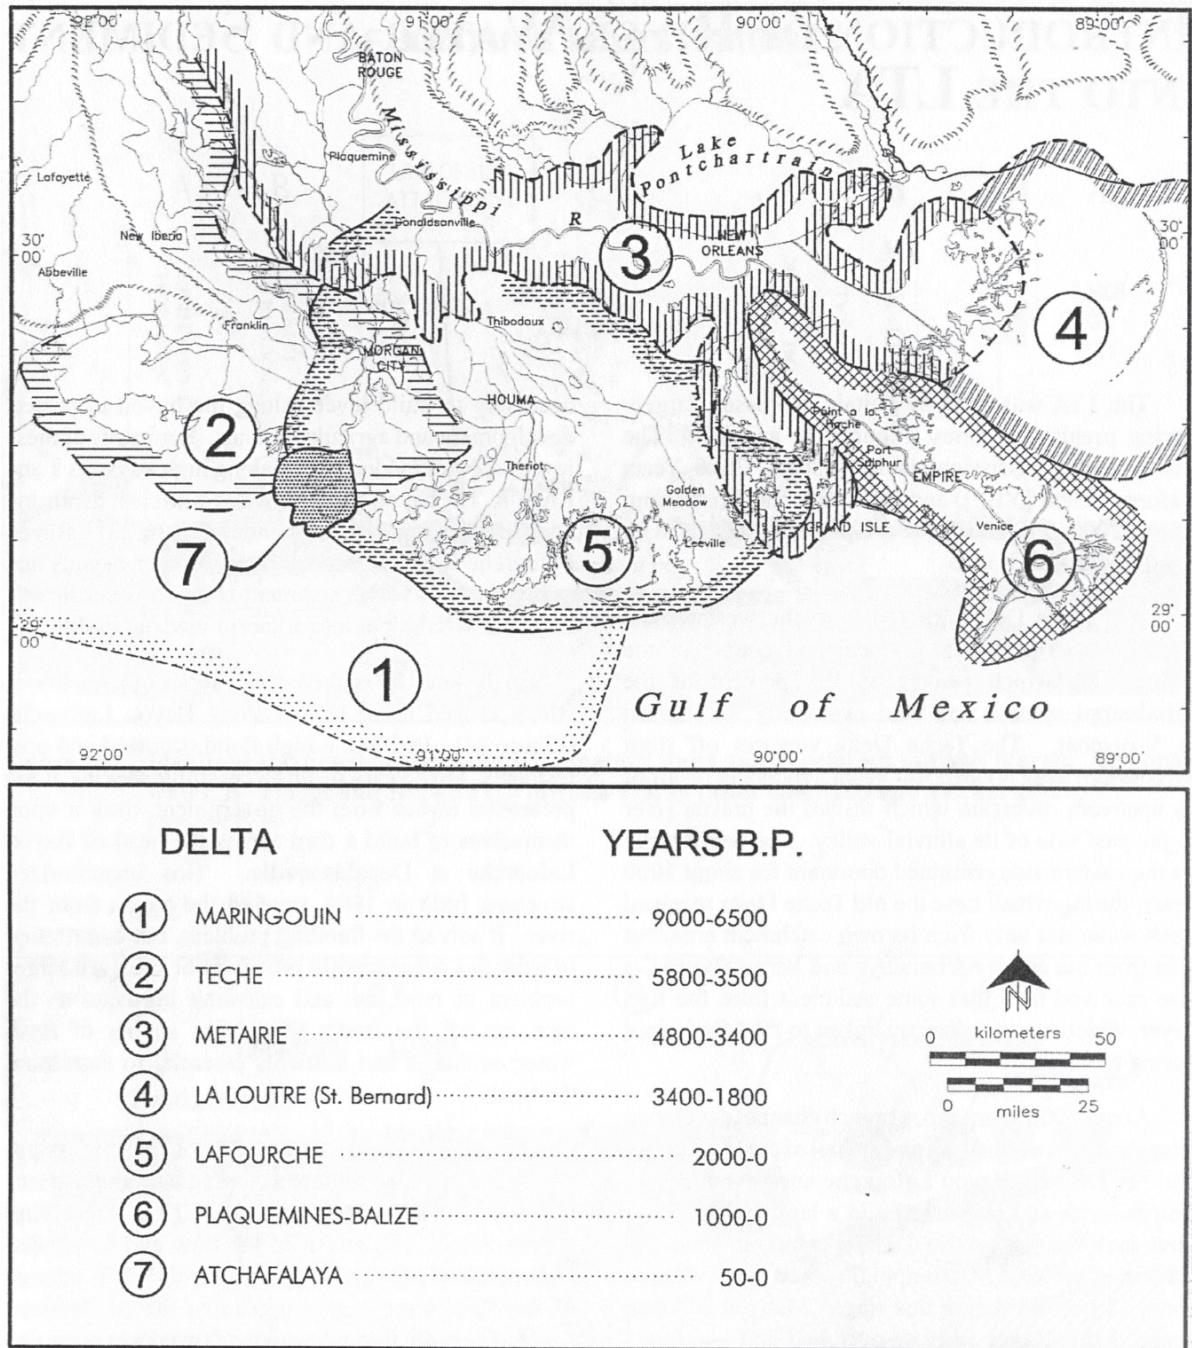 92°00' 91°00' 90°00' 89°00'
BATON
ROUGE
Mississippi
Lake
Pontchartrain
Plaquemine
Lafayette
Donaldsonville
R
New Iberia
NEW
ORLEANS
30°
00'
30°
00'
Abbeville
3
4
Franklin
Thibodaux
MORGAN
CITY
HOUMA
Point a la
Hache
2
Port
Sulphur
Theriot
EMPIRE
Golden
Meadow
GRAND ISLE
Venice
Leeville
7
5
6
29°
00'
29°
00'
1
Gulf of Mexico
92°00' 91°00' 90°00' 89°00'
DELTA YEARS B.P.
1 MARINGOUIN 9000-6500
2 TECHE 5800-3500
3 METAIRIE 4800-3400
4 LA LOUTRE (St. Bernard) 3400-1800
5 LAFOURCHE 2000-0
6 PLAQUEMINES-BALIZE 1000-0
7 ATCHAFALAYA 50-0
N
0 kilometers 50
0 miles 25